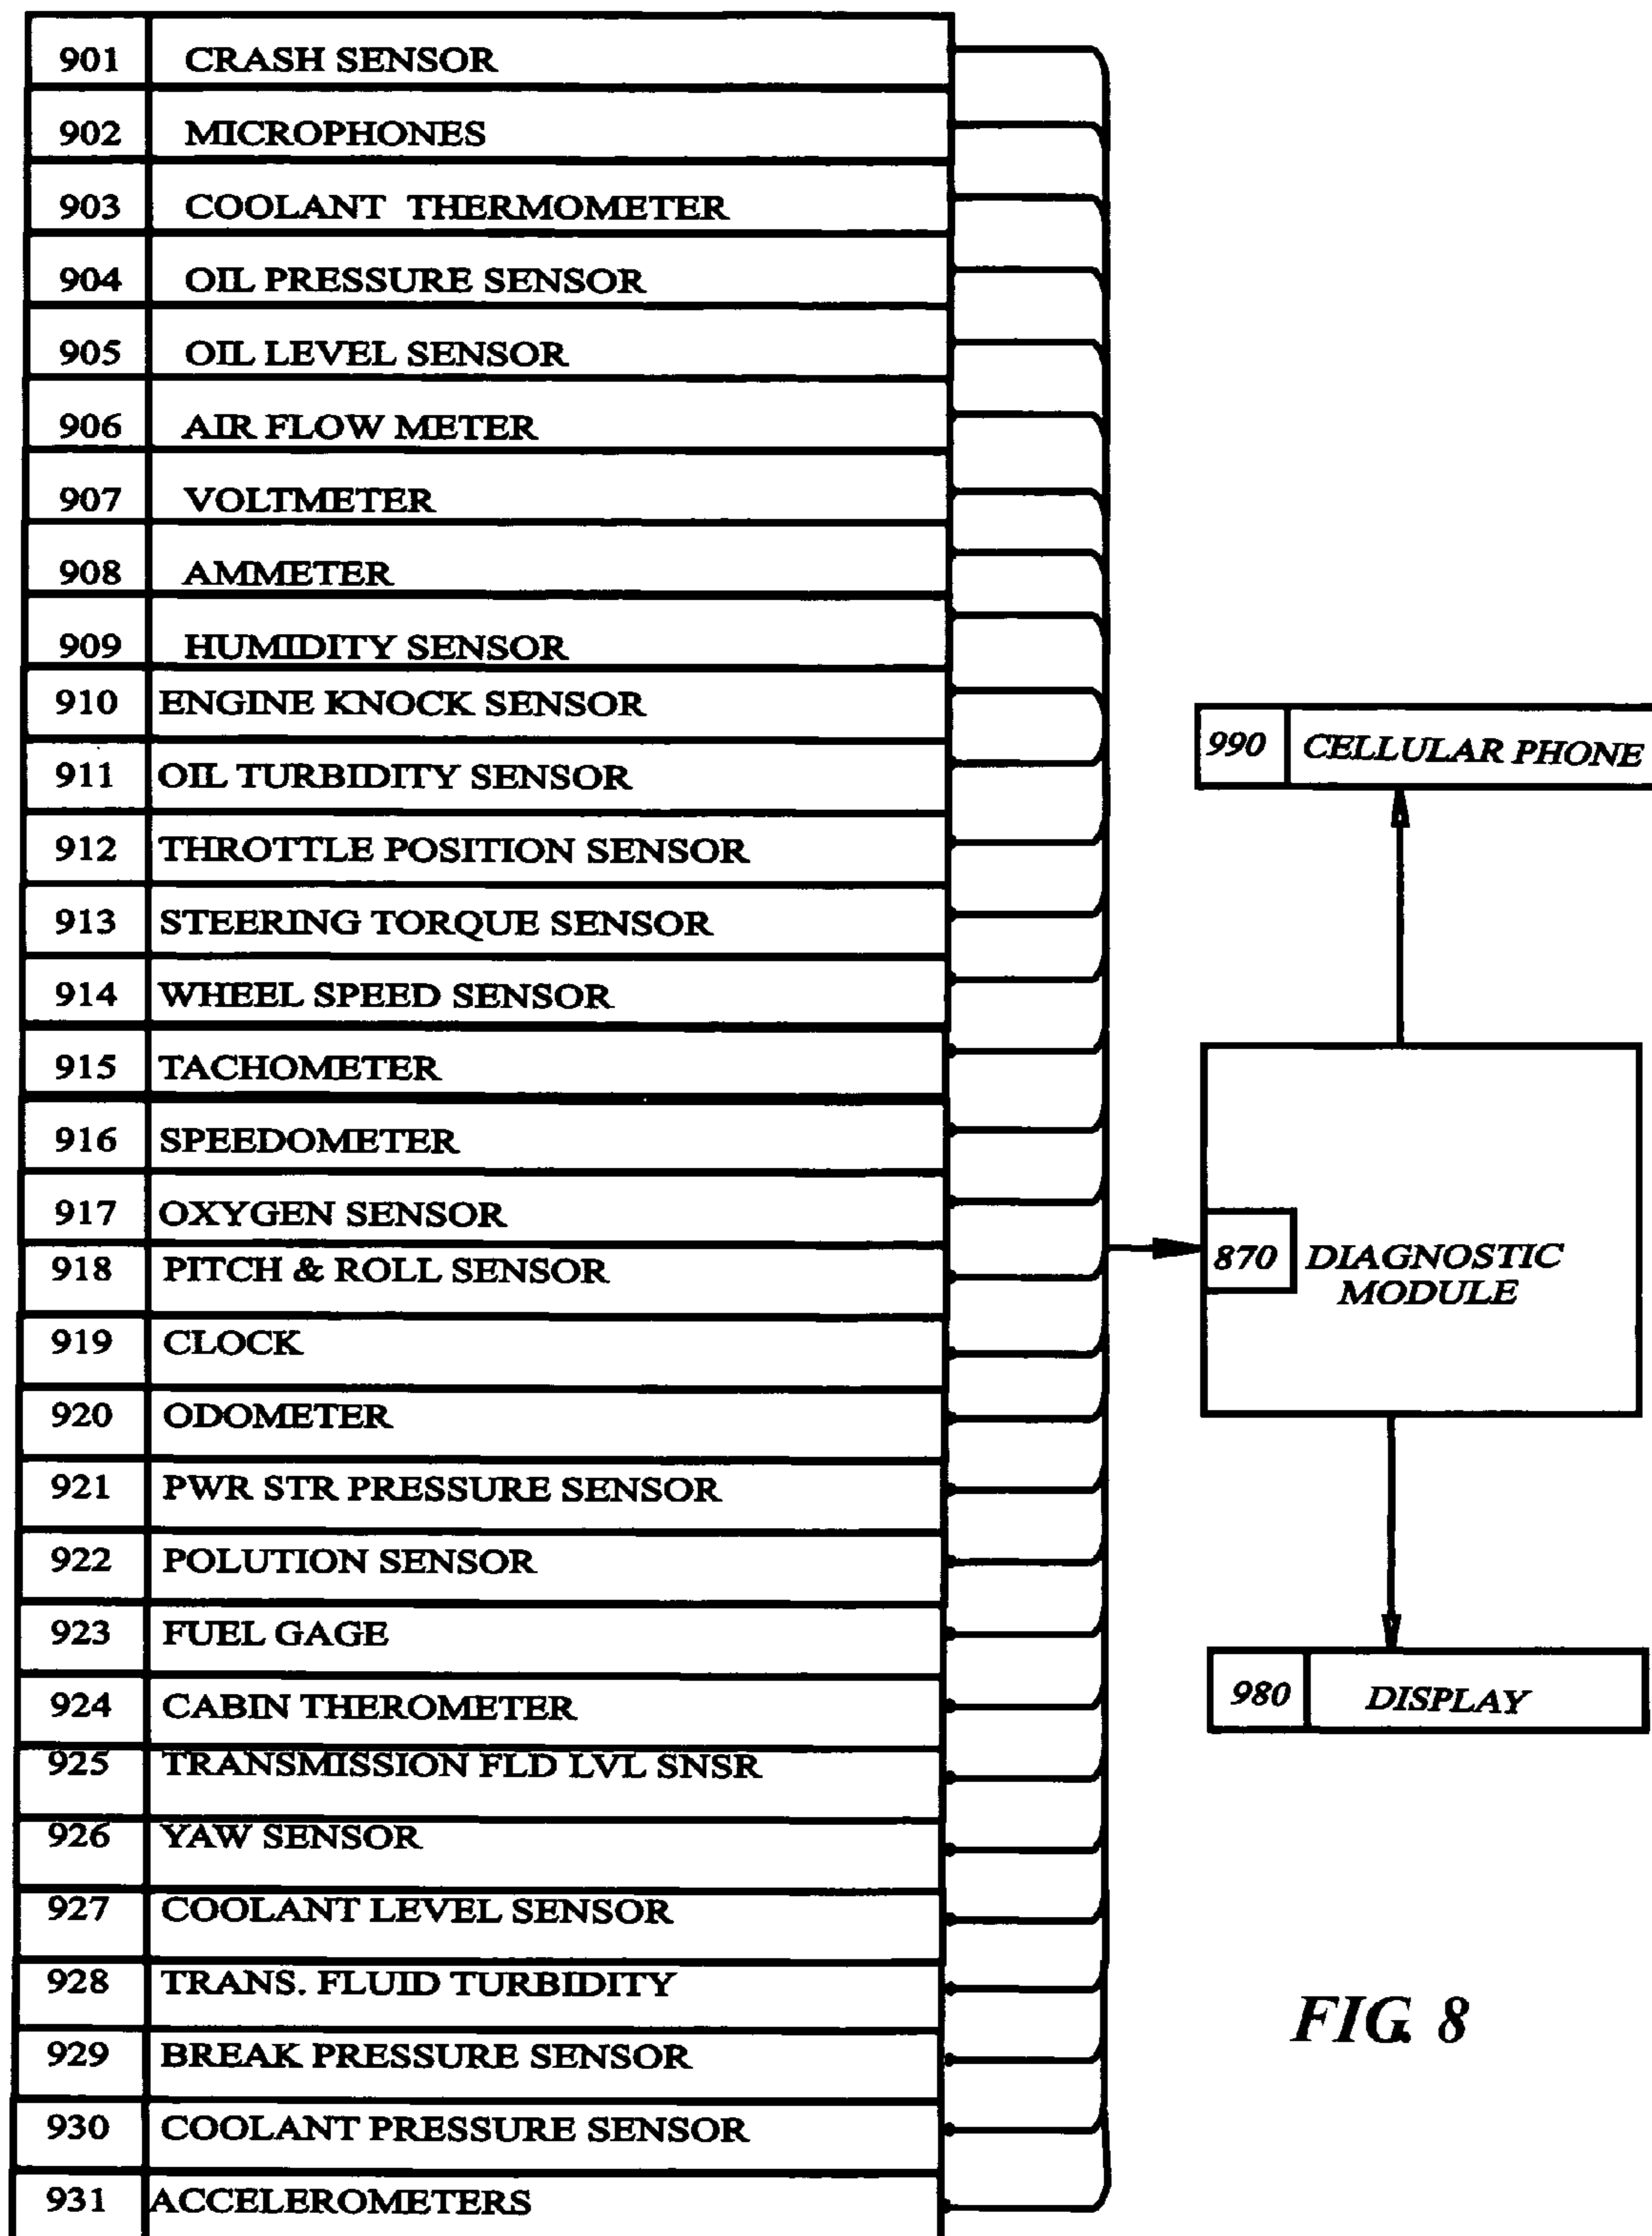 901 CRASH SENSOR
902 MICROPHONES
903 COOLANT THERMOMETER
904 OIL PRESSURE SENSOR
905 OIL LEVEL SENSOR
906 AIR FLOW METER
907 VOLTMETER
908 AMMETER
909 HUMIDITY SENSOR
910 ENGINE KNOCK SENSOR
911 OIL TURBIDITY SENSOR
912 THROTTLE POSITION SENSOR
913 STEERING TORQUE SENSOR
914 WHEEL SPEED SENSOR
915 TACHOMETER
916 SPEEDOMETER
917 OXYGEN SENSOR
918 PITCH & ROLL SENSOR
919 CLOCK
920 ODOMETER
921 PWR STR PRESSURE SENSOR
922 POLUTION SENSOR
923 FUEL GAGE
924 CABIN THEROMETER
925 TRANSMISSION FLD LVL SNSR
926 YAW SENSOR
927 COOLANT LEVEL SENSOR
928 TRANS. FLUID TURBIDITY
929 BREAK PRESSURE SENSOR
930 COOLANT PRESSURE SENSOR
931 ACCELEROMETERS
990 CELLULAR PHONE
870 DIAGNOSTIC
MODULE
980 DISPLAY
FIG. 8